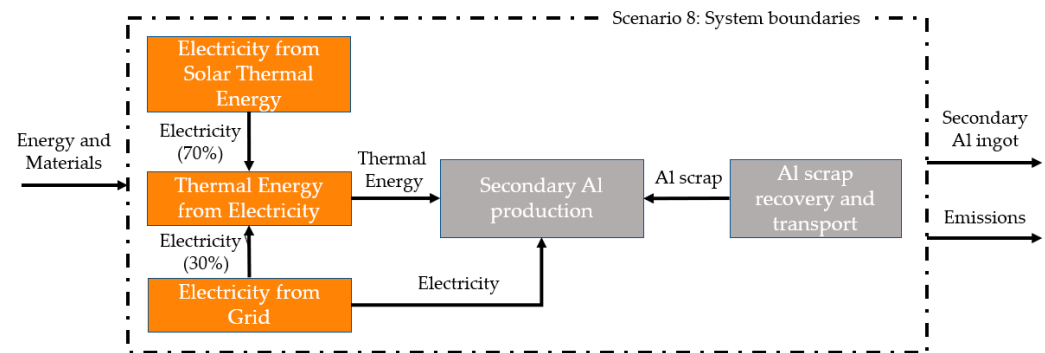 Scenario 8: System boundaries
Electricity from
Solar Thermal
Energy
Energy and
Materials
Electricity
(70%)
Thermal Energy
from Electricity
Thermal
Energy
Secondary Al
production
Al scrap
Al scrap
recovery and
transport
Secondary
Al ingot
Emissions
Electricity
(30%)
Electricity from
Grid
Electricity